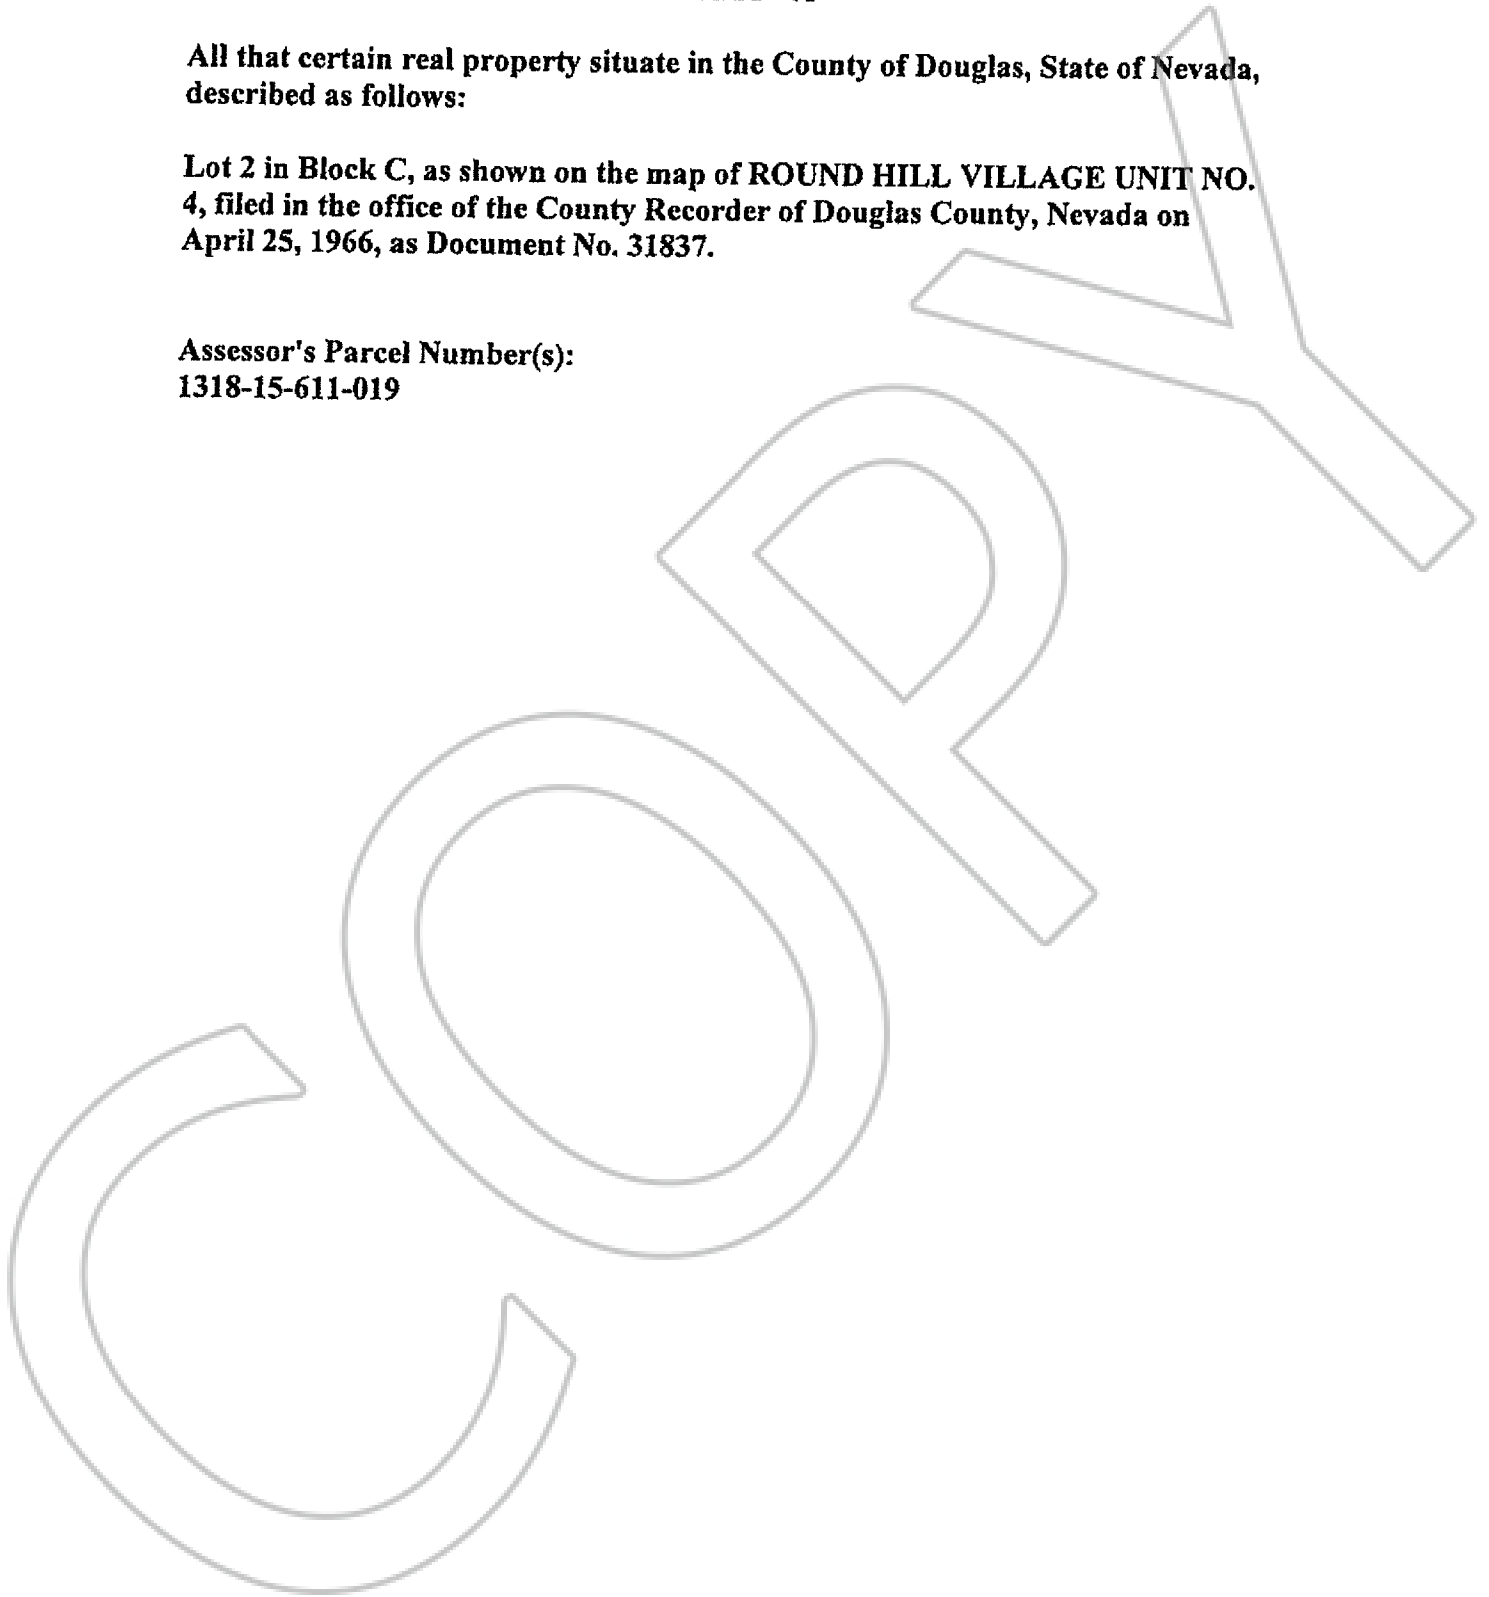 All that certain real property situate in the County of Douglas, State of Nevada,
described as follows:
Lot 2 in Block C, as shown on the map of ROUND HILL VILLAGE UNIT NO.
4, filed in the office of the County Recorder of Douglas County, Nevada on
April 25, 1966, as Document No. 31837.
Assessor's Parcel Number(s):
1318-15-611-019
COPY